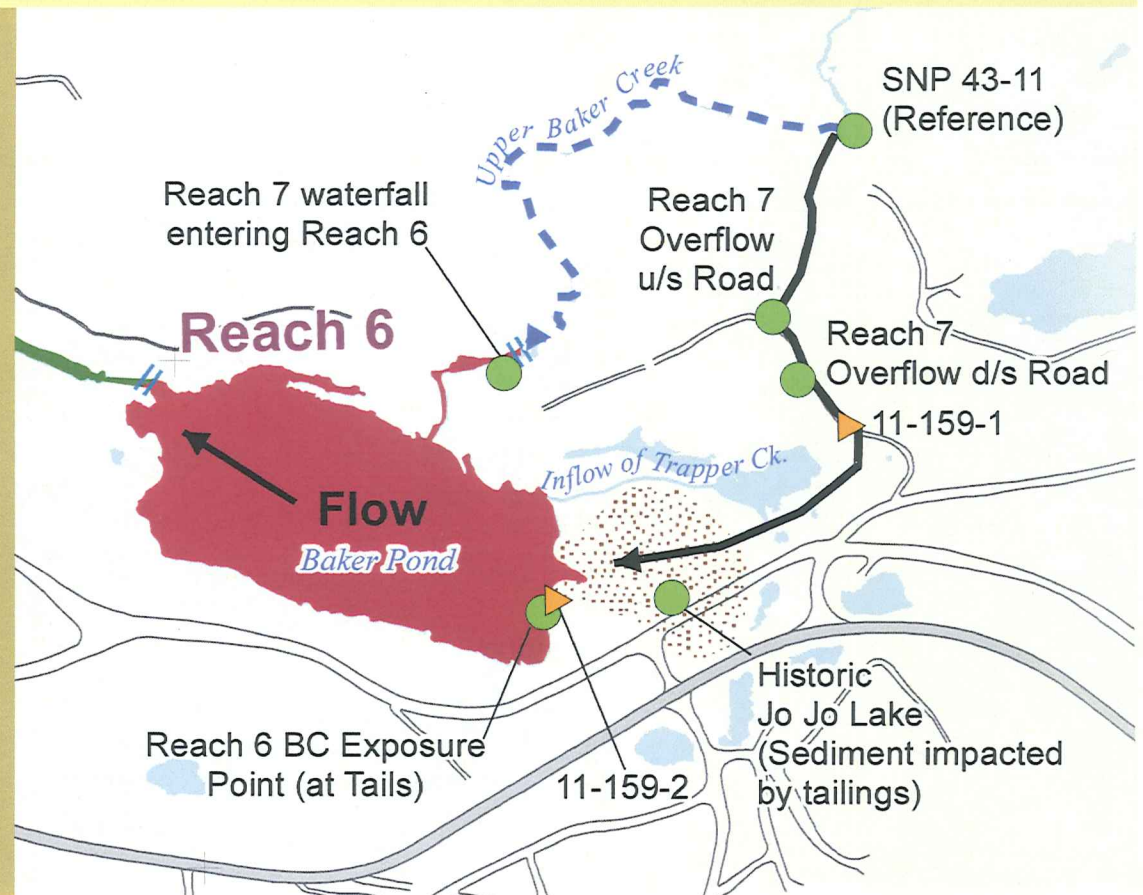 SNP 43-11
(Reference)
Upper Baker Creek
Reach 7 waterfall
entering Reach 6
Reach 7
Overflow
u/s Road
Reach 6
Reach 7
Overflow d/s Road
11-159-1
Inflow of Trapper Ck.
Flow
Baker Pond
Historic
Jo Jo Lake
(Sediment impacted
by tailings)
Reach 6 BC Exposure
Point (at Tails)
11-159-2